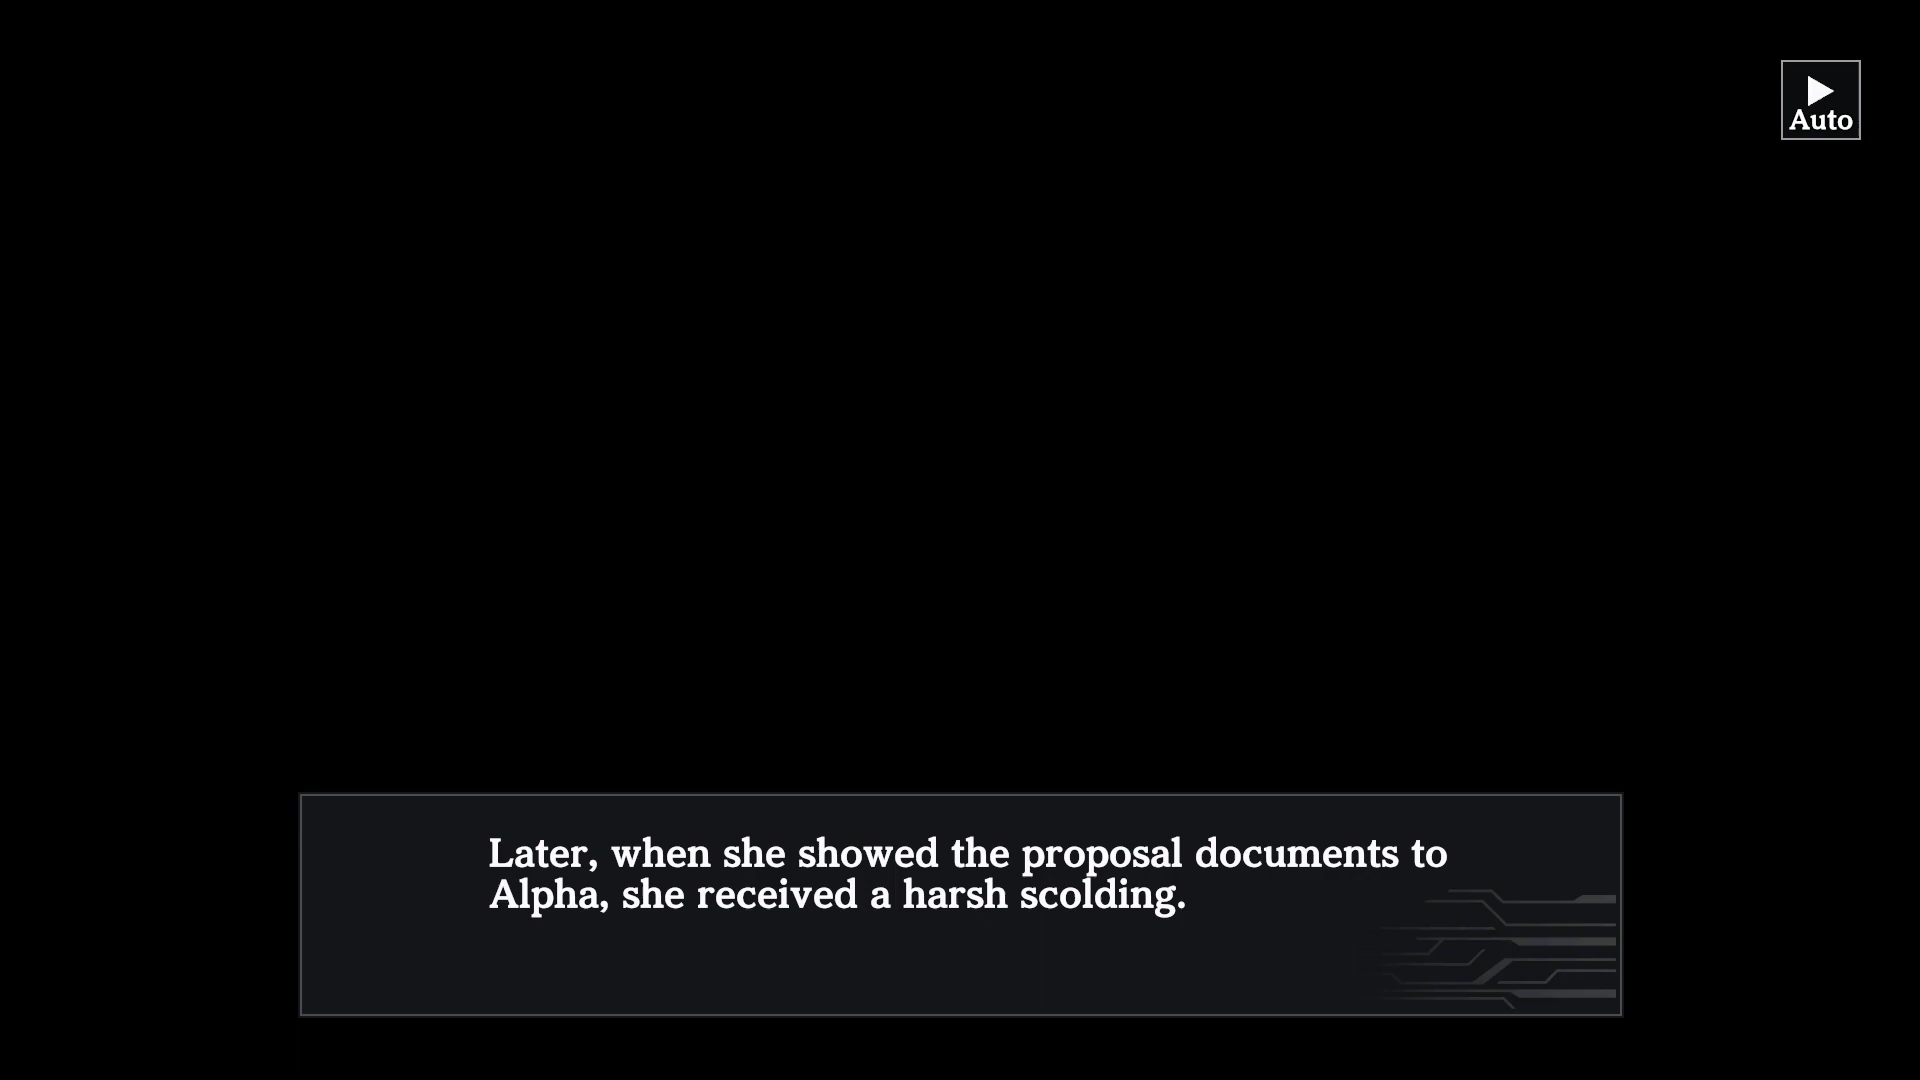 Auto
Later, when she showed the proposal documents to
Alpha, she received a harsh scolding.